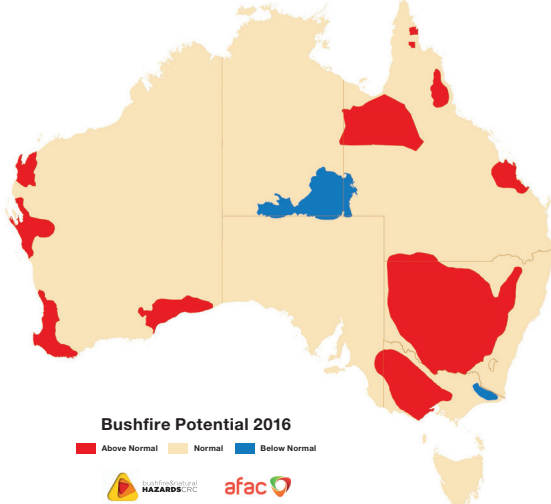 Bushfire Potential 2016
Above Normal Normal Below Normal
bushfire&natural
HAZARDSCRC
afac